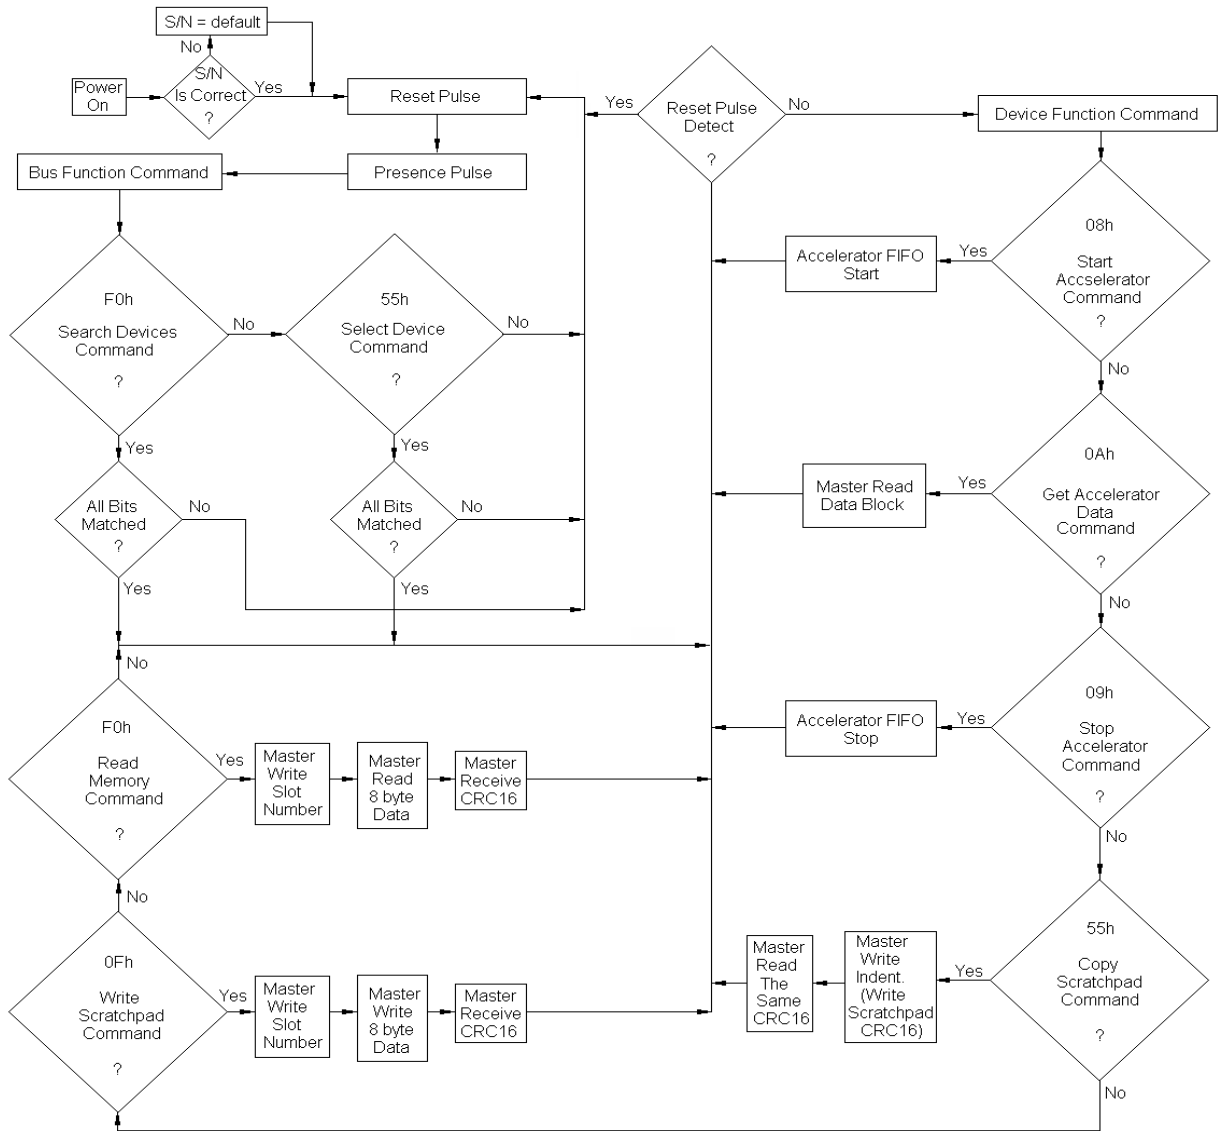 S/N = default
No
Power
On
S/N
Is Correct
?
Yes
Reset Pulse
Presence Pulse
Bus Function Command
F0h
Search Devices
Command
?
No
Yes
55h
Select Device
Command
?
No
Yes
All Bits
Matched
?
No
Yes
All Bits
Matched
?
No
Yes
Reset Pulse
Detect
?
Yes
No
Device Function Command
08h
Start
Accselerator
Command
?
Yes
Accelerator FIFO
Start
No
0Ah
Get Accelerator
Data
Command
?
Yes
Master Read
Data Block
No
09h
Stop
Accelerator
Command
?
Yes
Accelerator FIFO
Stop
No
55h
Copy
Scratchpad
Command
?
Yes
Master
Write
Indent.
(Write
Scratchpad
CRC16)
Master
Read
The
Same
CRC16
No
0Fh
Write
Scratchpad
Command
?
Yes
Master
Write
Slot
Number
Master
Write
8 byte
Data
Master
Receive
CRC16
No
F0h
Read
Memory
Command
?
Yes
Master
Write
Slot
Number
Master
Read
8 byte
Data
Master
Receive
CRC16
No